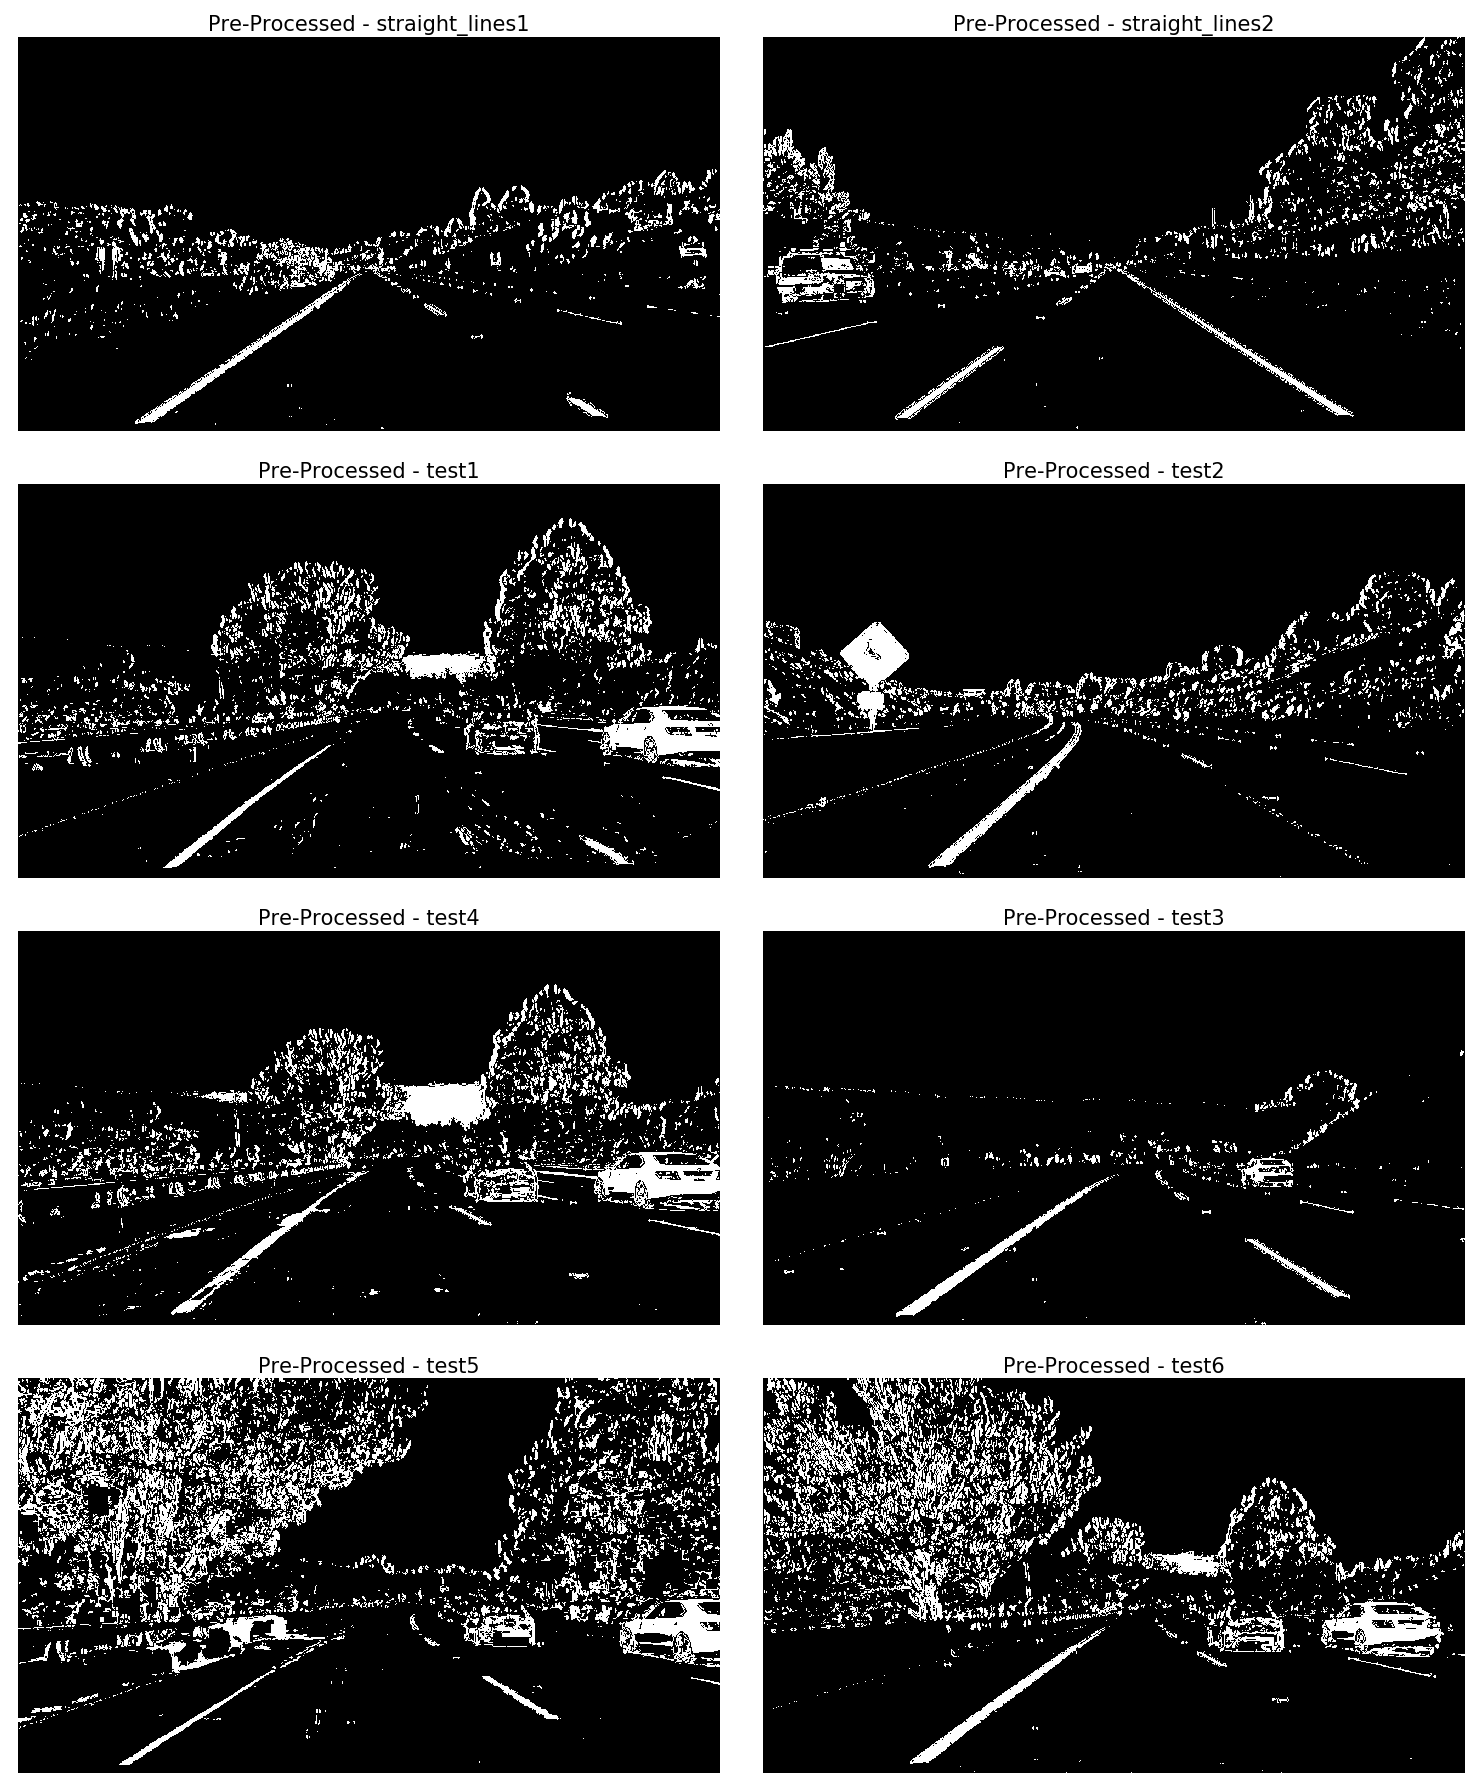 Pre-Processed - straight_lines1
Pre-Processed - straight_lines2
Pre-Processed - test1
Pre-Processed - test2
Pre-Processed - test4
Pre-Processed - test3
Pre-Processed - test5
Pre-Processed - test6